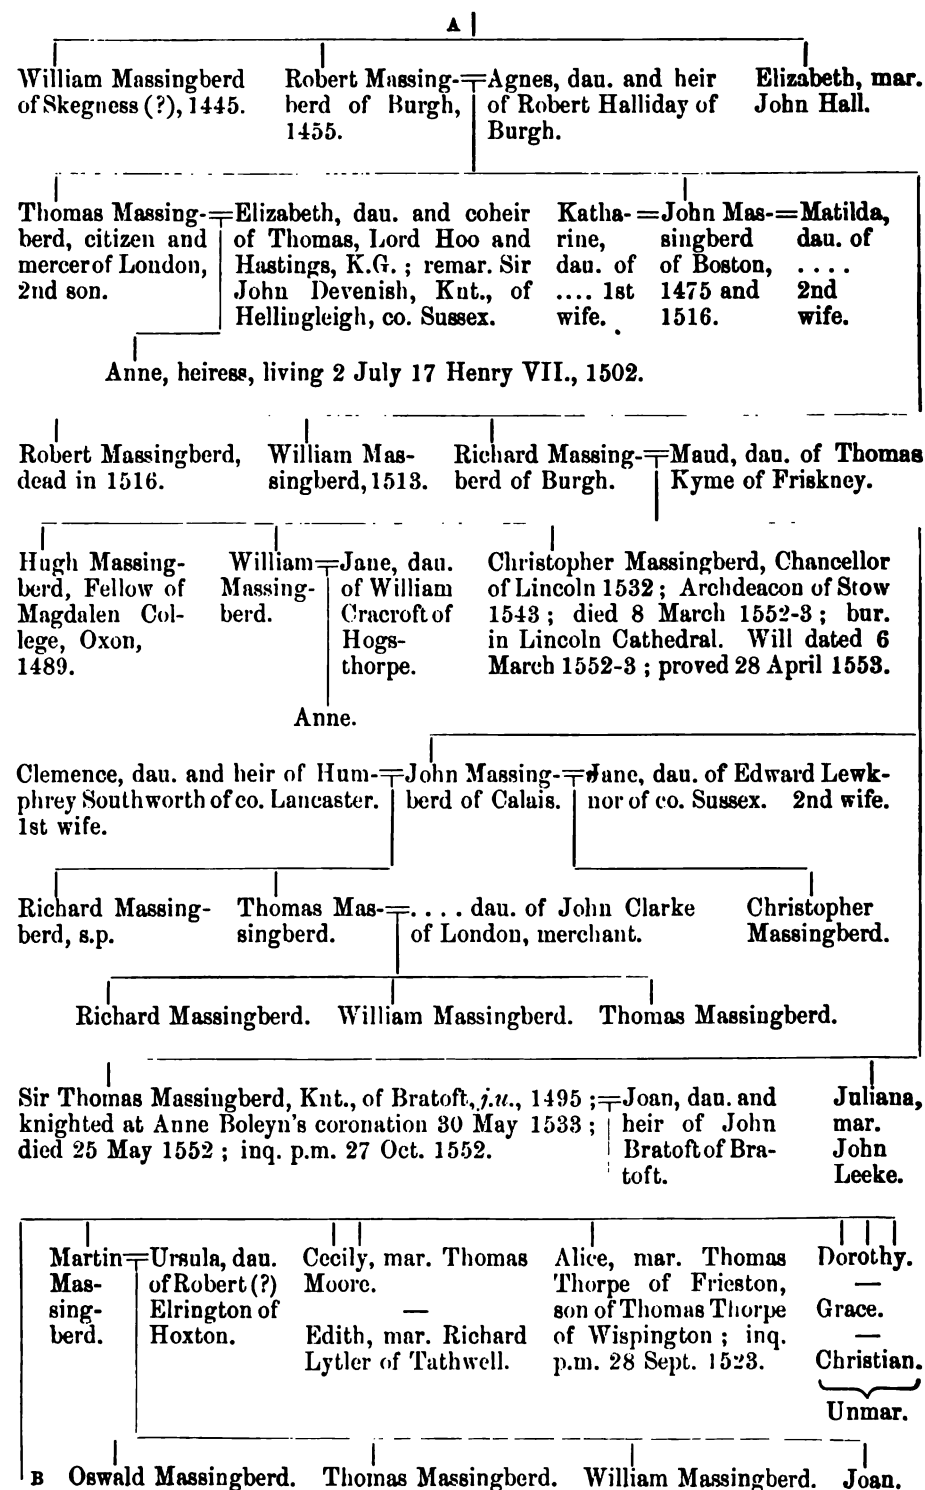 A
William Massingberd
of Skegness (?), 1445.
Robert Massing-
berd of Burgh,
1455.
Agnes, dau. and heir
of Robert Halliday of
Burgh.
Elizabeth, mar.
John Hall.
Thomas Massing-
berd, citizen and
mercer of London,
2nd son.
Elizabeth, dau. and coheir
of Thomas, Lord Hoo and
Hastings, K.G. ; remar. Sir
John Devenish, Knt., of
Hellingleigh, co. Sussex.
Katha-
rine,
dau. of
.... 1st
wife.
John Mas-
singberd
of Boston,
1475 and
1516.
Matilda,
dau. of
....
2nd
wife.
Anne, heiress, living 2 July 17 Henry VII., 1502.
Robert Massingberd,
dead in 1516.
William Mas-
singberd, 1513.
Richard Massing-
berd of Burgh.
Maud, dau. of Thomas
Kyme of Friskney.
Hugh Massing-
berd, Fellow of
Magdalen Col-
lege, Oxon,
1489.
William
Massing-
berd.
Jane, dau.
of William
Cracroft of
Hogs-
thorpe.
Christopher Massingberd, Chancellor
of Lincoln 1532 ; Archdeacon of Stow
1543 ; died 8 March 1552-3 ; bur.
in Lincoln Cathedral. Will dated 6
March 1552-3 ; proved 28 April 1553.
Anne.
Clemence, dau. and heir of Hum-
phrey Southworth of co. Lancaster.
1st wife.
John Massing-
berd of Calais.
Jane, dau. of Edward Lewk-
nor of co. Sussex. 2nd wife.
Richard Massing-
berd, s.p.
Thomas Mas-
singberd.
.... dau. of John Clarke
of London, merchant.
Christopher
Massingberd.
Richard Massingberd. William Massingberd. Thomas Massingberd.
Sir Thomas Massingberd, Knt., of Bratoft, j.u., 1495 ;
knighted at Anne Boleyn's coronation 30 May 1533 ;
died 25 May 1552 ; inq. p.m. 27 Oct. 1552.
Joan, dau. and
heir of John
Bratoft of Bra-
toft.
Juliana,
mar.
John
Leeke.
Martin
Mas-
sing-
berd.
Ursula, dau.
of Robert (?)
Elrington of
Hoxton.
Cecily, mar. Thomas
Moore.
—
Edith, mar. Richard
Lytler of Tathwell.
Alice, mar. Thomas
Thorpe of Frieston,
son of Thomas Thorpe
of Wispington ; inq.
p.m. 28 Sept. 1523.
Dorothy.
—
Grace.
—
Christian.
Unmar.
B Oswald Massingberd. Thomas Massingberd. William Massingberd. Joan.